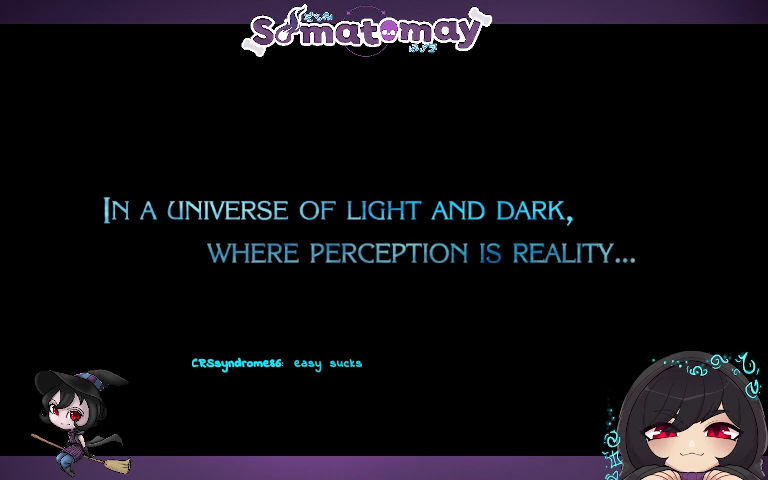 Somatomay
In a universe of light and dark,
where perception is reality...
CRSsyndrome86: easy sucks